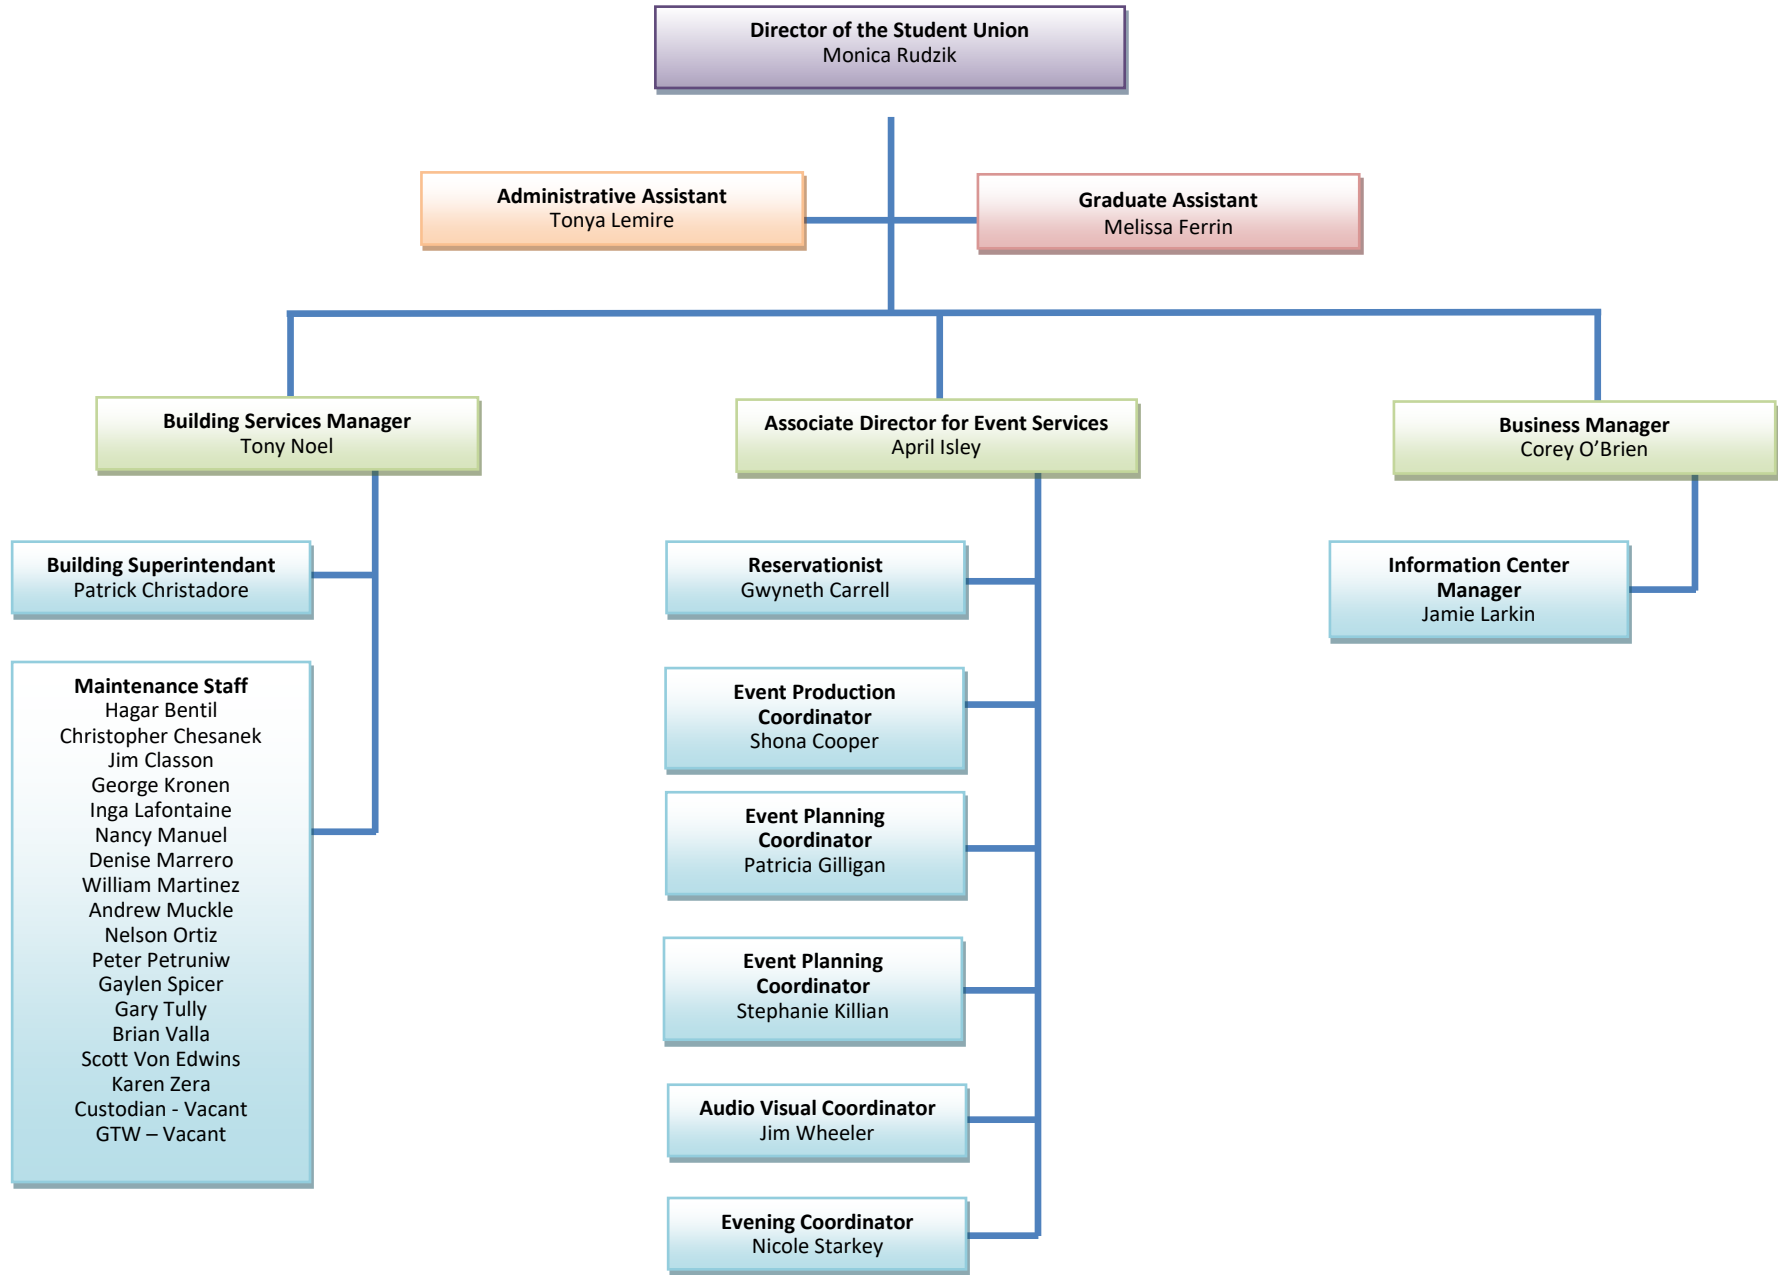 Director of the Student Union
Monica Rudzik
Administrative Assistant
Tonya Lemire
Graduate Assistant
Melissa Ferrin
Building Services Manager
Tony Noel
Associate Director for Event Services
April Isley
Business Manager
Corey O’Brien
Building Superintendant
Patrick Christadore
Maintenance Staff
Hagar Bentil
Christopher Chesanek
Jim Classon
George Kronen
Inga Lafontaine
Nancy Manuel
Denise Marrero
William Martinez
Andrew Muckle
Nelson Ortiz
Peter Petruniw
Gaylen Spicer
Gary Tully
Brian Valla
Scott Von Edwins
Karen Zera
Custodian - Vacant
GTW – Vacant
Reservationist
Gwyneth Carrell
Event Production
Coordinator
Shona Cooper
Event Planning
Coordinator
Patricia Gilligan
Event Planning
Coordinator
Stephanie Killian
Audio Visual Coordinator
Jim Wheeler
Evening Coordinator
Nicole Starkey
Information Center
Manager
Jamie Larkin